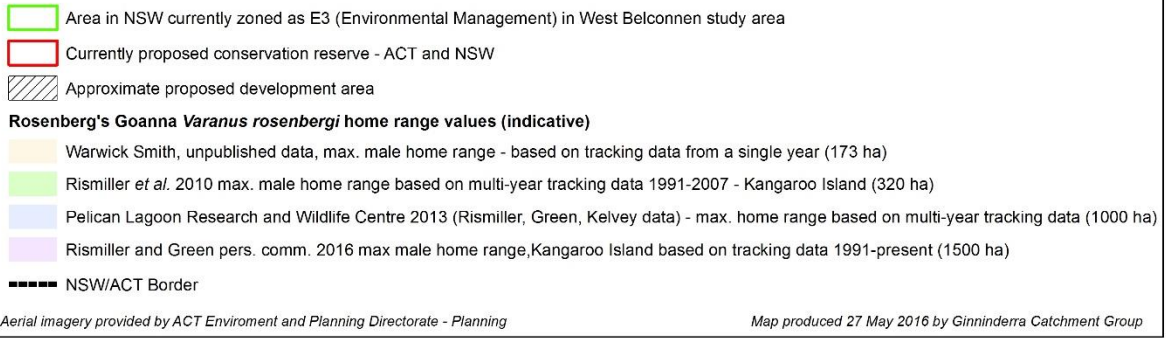 Area in NSW currently zoned as E3 (Environmental Management) in West Belconnen study area
Currently proposed conservation reserve - ACT and NSW
Approximate proposed development area
Rosenberg's Goanna Varanus rosenbergi home range values (indicative)
Warwick Smith, unpublished data, max. male home range - based on tracking data from a single year (173 ha)
Rismiller et al. 2010 max. male home range based on multi-year tracking data 1991-2007 - Kangaroo Island (320 ha)
Pelican Lagoon Research and Wildlife Centre 2013 (Rismiller, Green, Kelvey data) - max. home range based on multi-year tracking data (1000 ha)
Rismiller and Green pers. comm. 2016 max male home range,Kangaroo Island based on tracking data 1991-present (1500 ha)
NSW/ACT Border
Aerial imagery provided by ACT Enviroment and Planning Directorate - Planning Map produced 27 May 2016 by Ginninderra Catchment Group